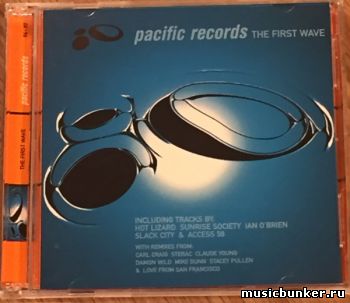 pacific records THE FIRST WAVE
pacific records
THE FIRST WAVE
INCLUDING TRACKS BY:
HOT LIZARD SUNRISE SOCIETY IAN O'BRIEN
SLACK CITY & ACCESS 58
WITH REMIXES FROM:
CARL CRAIG STERAC CLAUDE YOUNG
DAMON WILD MIKE DUNN STACEY PULLEN
& LOVE FROM SAN FRANCISCO
www.musicbunker.ru